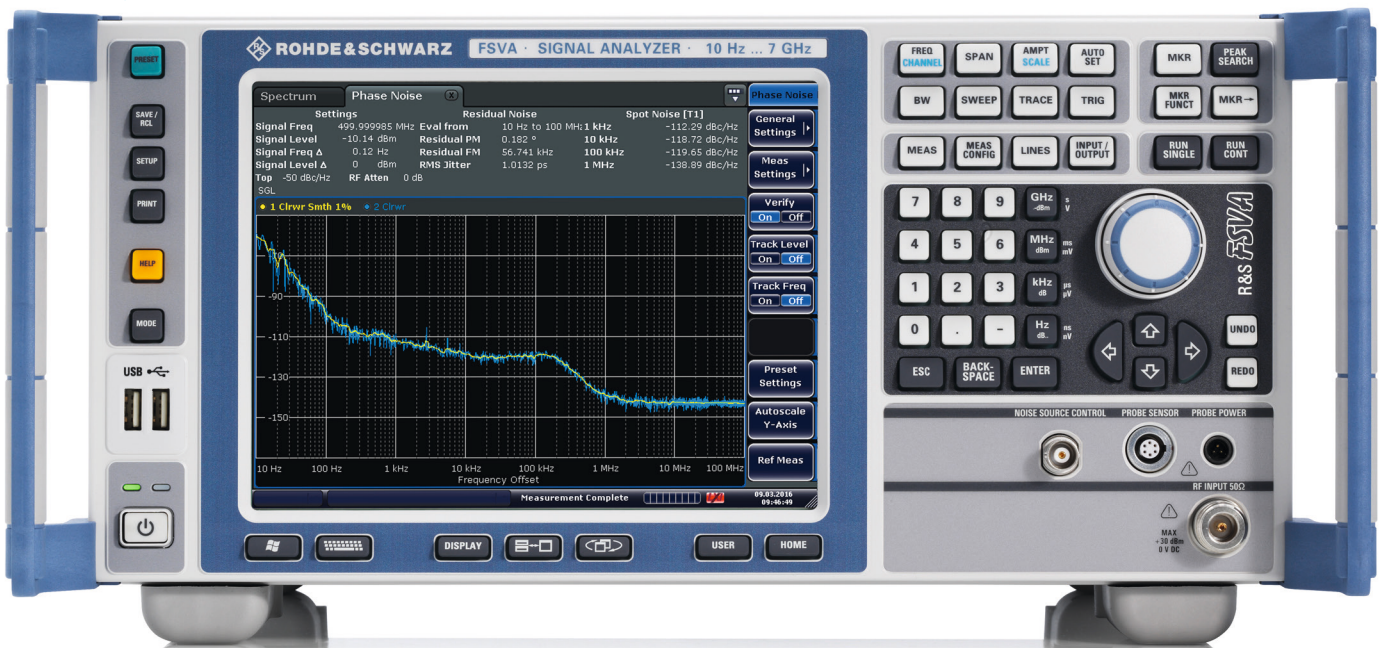 ROHDE&SCHWARZ
FSVA · SIGNAL ANALYZER · 10 Hz ... 7 GHz
PRESET
SAVE /
RCL
SETUP
PRINT
HELP
MODE
USB
Spectrum
Phase Noise
Settings Residual Noise Spot Noise [T1]
Signal Freq 499.999985 MHz Eval from 10 Hz to 100 MHz 1 kHz -112.29 dBc/Hz
Signal Level -10.14 dBm Residual PM 0.182 ° 10 kHz -118.72 dBc/Hz
Signal Freq Δ 0.12 Hz Residual FM 56.741 kHz 100 kHz -119.65 dBc/Hz
Signal Level Δ 0 dBm RMS Jitter 1.0132 ps 1 MHz -138.89 dBc/Hz
Top -50 dBc/Hz RF Atten 0 dB
SGL
1 Clrwr Smth 1% 2 Clrwr
-90
-110
-130
-150
10 Hz 100 Hz 1 kHz 10 kHz 100 kHz 1 MHz 10 MHz 100 MHz
Frequency Offset
Measurement Complete
09.03.2016
09:46:49
Phase Noise
General
Settings
Meas
Settings
Verify
On Off
Track Level
On Off
Track Freq
On Off
Preset
Settings
Autoscale
Y-Axis
Ref Meas
DISPLAY
USER
HOME
FREQ
CHANNEL
SPAN
AMPT
SCALE
AUTO
SET
MKR
PEAK
SEARCH
BW
SWEEP
TRACE
TRIG
MKR
FUNCT
MKR→
MEAS
MEAS
CONFIG
LINES
INPUT /
OUTPUT
RUN
SINGLE
RUN
CONT
7 8 9
GHz
-dBm
s
V
4 5 6
MHz
dBm
ms
mV
1 2 3
kHz
dB
µs
µV
0 . -
Hz
dB..
ns
nV
ESC
BACK-
SPACE
ENTER
R&S FSVA
UNDO
REDO
NOISE SOURCE CONTROL
PROBE SENSOR
PROBE POWER
RF INPUT 50Ω
MAX
+30 dBm
0 V DC